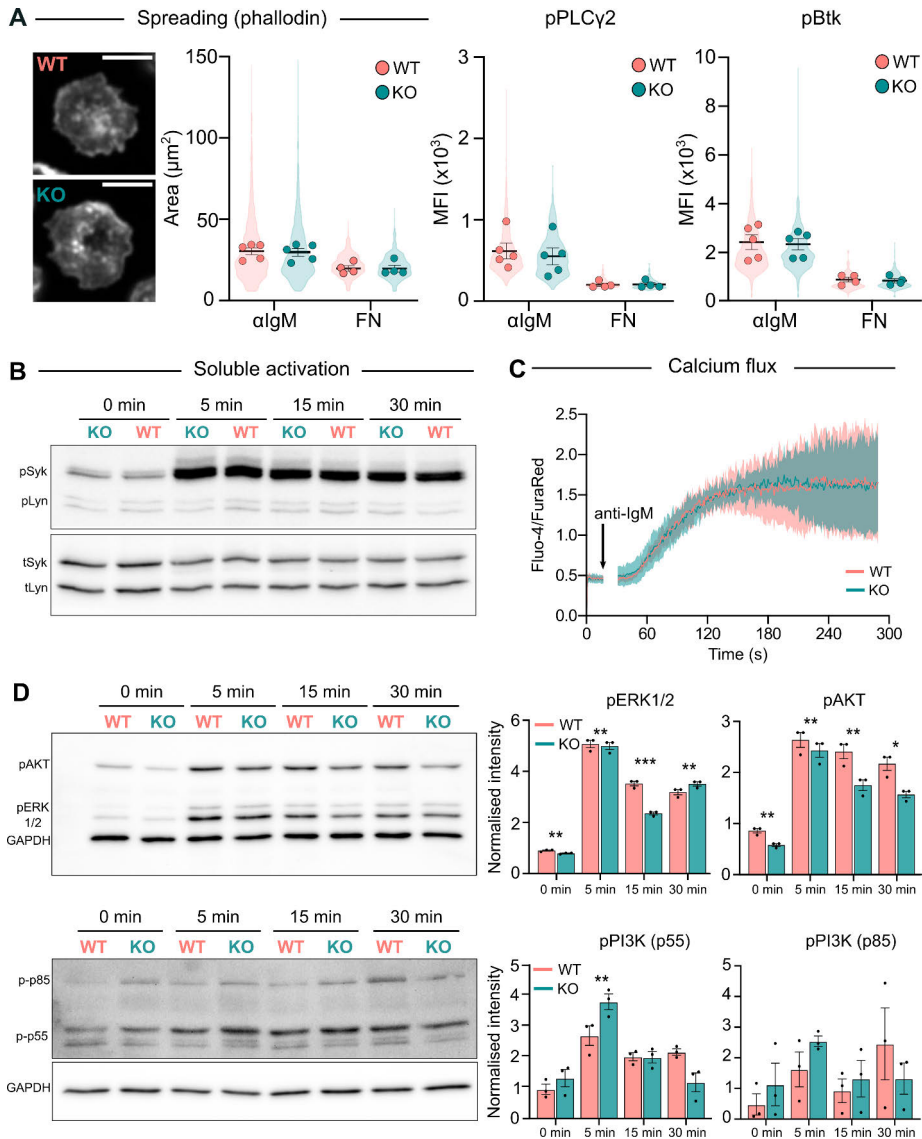 A
Spreading (phallodin)
pPLCγ2
pBtk
WT
KO
Area (μm²)
150
100
50
0
WT
KO
αIgM
FN
MFI (x10³)
3
2
1
0
WT
KO
αIgM
FN
MFI (x10³)
10
8
6
4
2
0
WT
KO
αIgM
FN
B
Soluble activation
0 min
5 min
15 min
30 min
KO WT KO WT KO WT KO WT
pSyk
pLyn
tSyk
tLyn
C
Calcium flux
Fluo-4/FuraRed
2.5
2.0
1.5
1.0
0.5
0.0
anti-IgM
WT
KO
0 60 120 180 240 300
Time (s)
D
0 min
5 min
15 min
30 min
WT KO WT KO WT KO WT KO
pAKT
pERK
1/2
GAPDH
pERK1/2
Normalised intensity
6
4
2
0
WT
KO
**
**
***
**
0 min 5 min 15 min 30 min
pAKT
3
2
1
0
**
**
**
*
0 min 5 min 15 min 30 min
0 min
5 min
15 min
30 min
WT KO WT KO WT KO WT KO
p-p85
p-p55
GAPDH
pPI3K (p55)
Normalised intensity
5
4
3
2
1
0
WT
KO
**
0 min 5 min 15 min 30 min
pPI3K (p85)
5
4
3
2
1
0
0 min 5 min 15 min 30 min